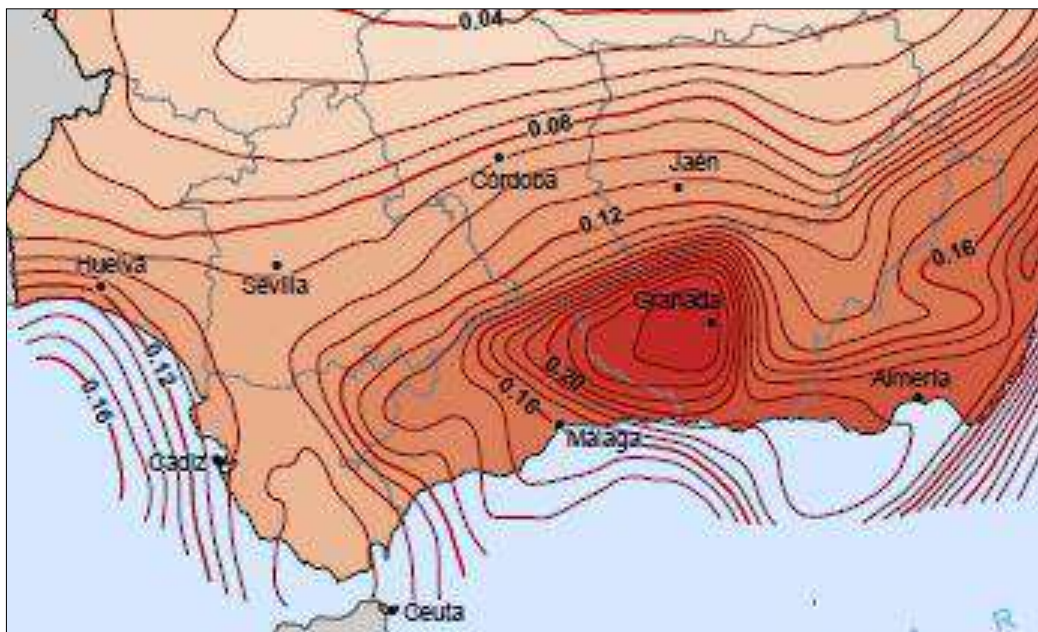 0.04
0.08
Córdoba
Jaén
0.12
Huelva
Sevilla
0.16
Granada
0.12
0.16
0.20
0.16
Almería
Málaga
Cádiz
Ceuta
R